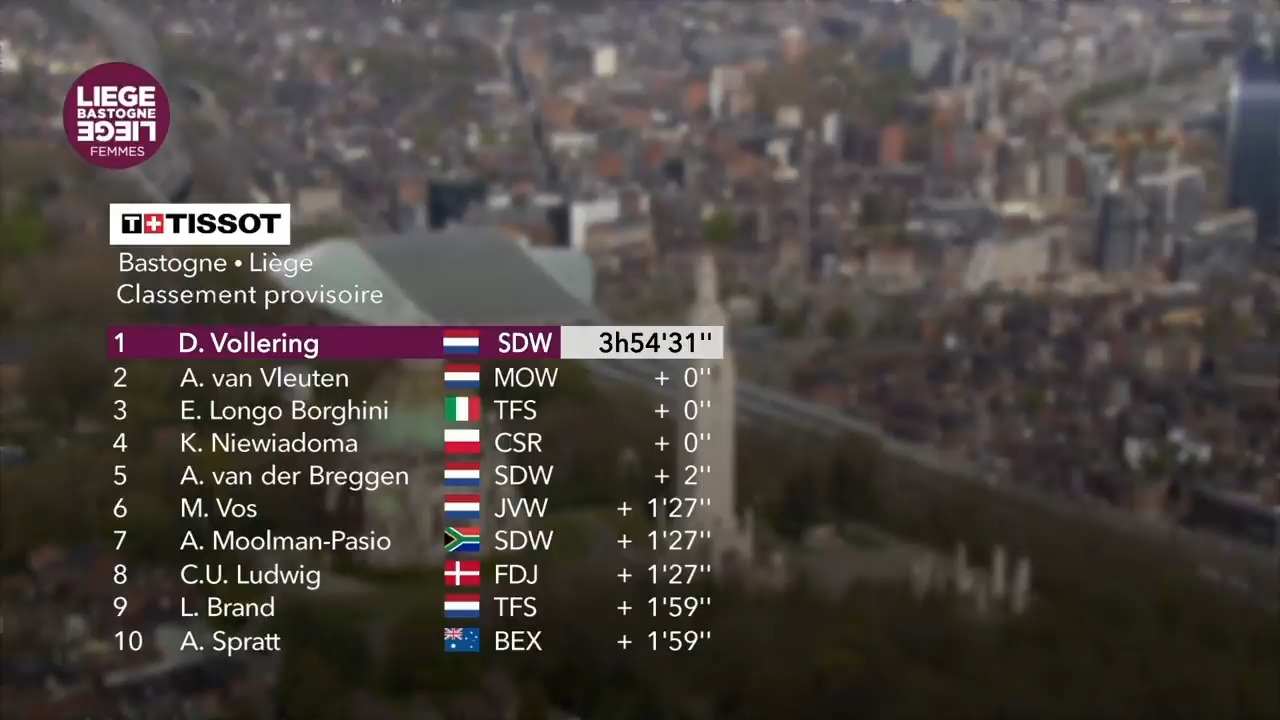 LIEGE
BASTOGNE
LIEGE
FEMMES
T+TISSOT
Bastogne • Liège
Classement provisoire
1 D. Vollering SDW 3h54'31''
2 A. van Vleuten MOW + 0''
3 E. Longo Borghini TFS + 0''
4 K. Niewiadoma CSR + 0''
5 A. van der Breggen SDW + 2''
6 M. Vos JVW + 1'27''
7 A. Moolman-Pasio SDW + 1'27''
8 C.U. Ludwig FDJ + 1'27''
9 L. Brand TFS + 1'59''
10 A. Spratt BEX + 1'59''